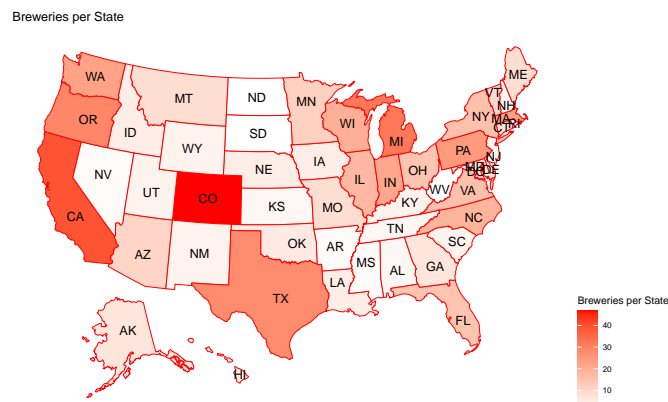 Breweries per State
ME
VT
NH
WA
MT
ND
MN
OR
ID
SD
WI
NY
MA
CT
RI
WY
MI
PA
NJ
IA
NE
OH
MD
DE
DC
NV
UT
CO
IL
IN
WV
VA
KS
MO
KY
CA
NC
TN
AZ
NM
OK
AR
SC
MS
AL
GA
LA
TX
AK
FL
HI
Breweries per State
40
30
20
10